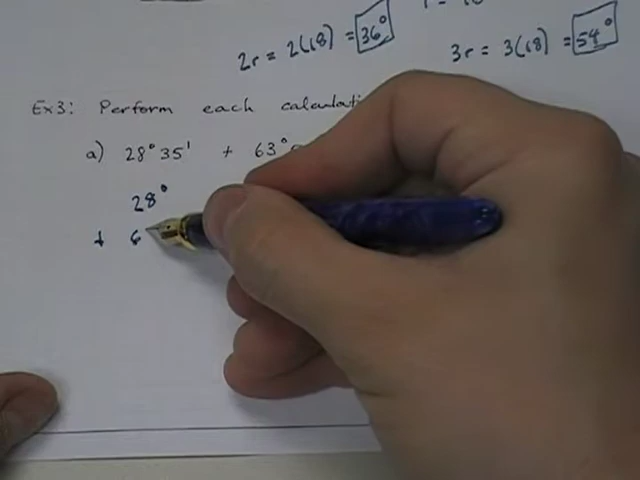 2r = 2(18) = 36°
3r = 3(18) = 54°
Ex3: Perform each
a) 28°35' + 63°
28°
+ 6